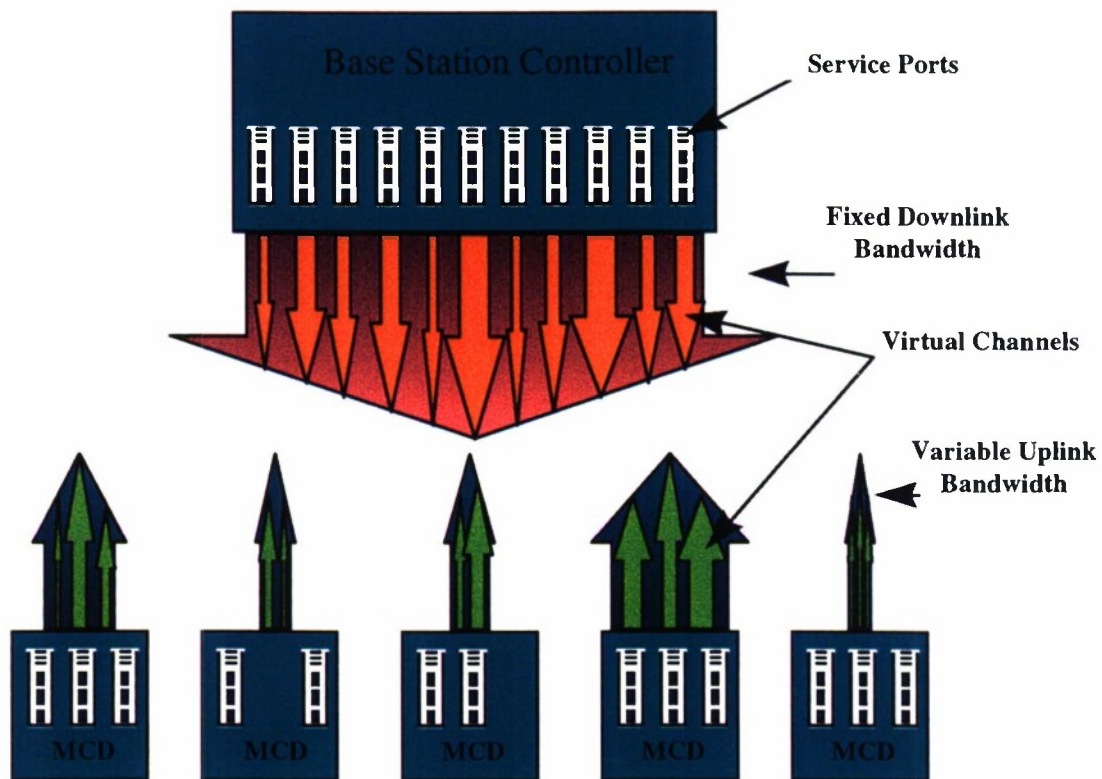 Base Station Controller
Service Ports
Fixed Downlink
Bandwidth
Virtual Channels
Variable Uplink
Bandwidth
MCD
MCD
MCD
MCD
MCD